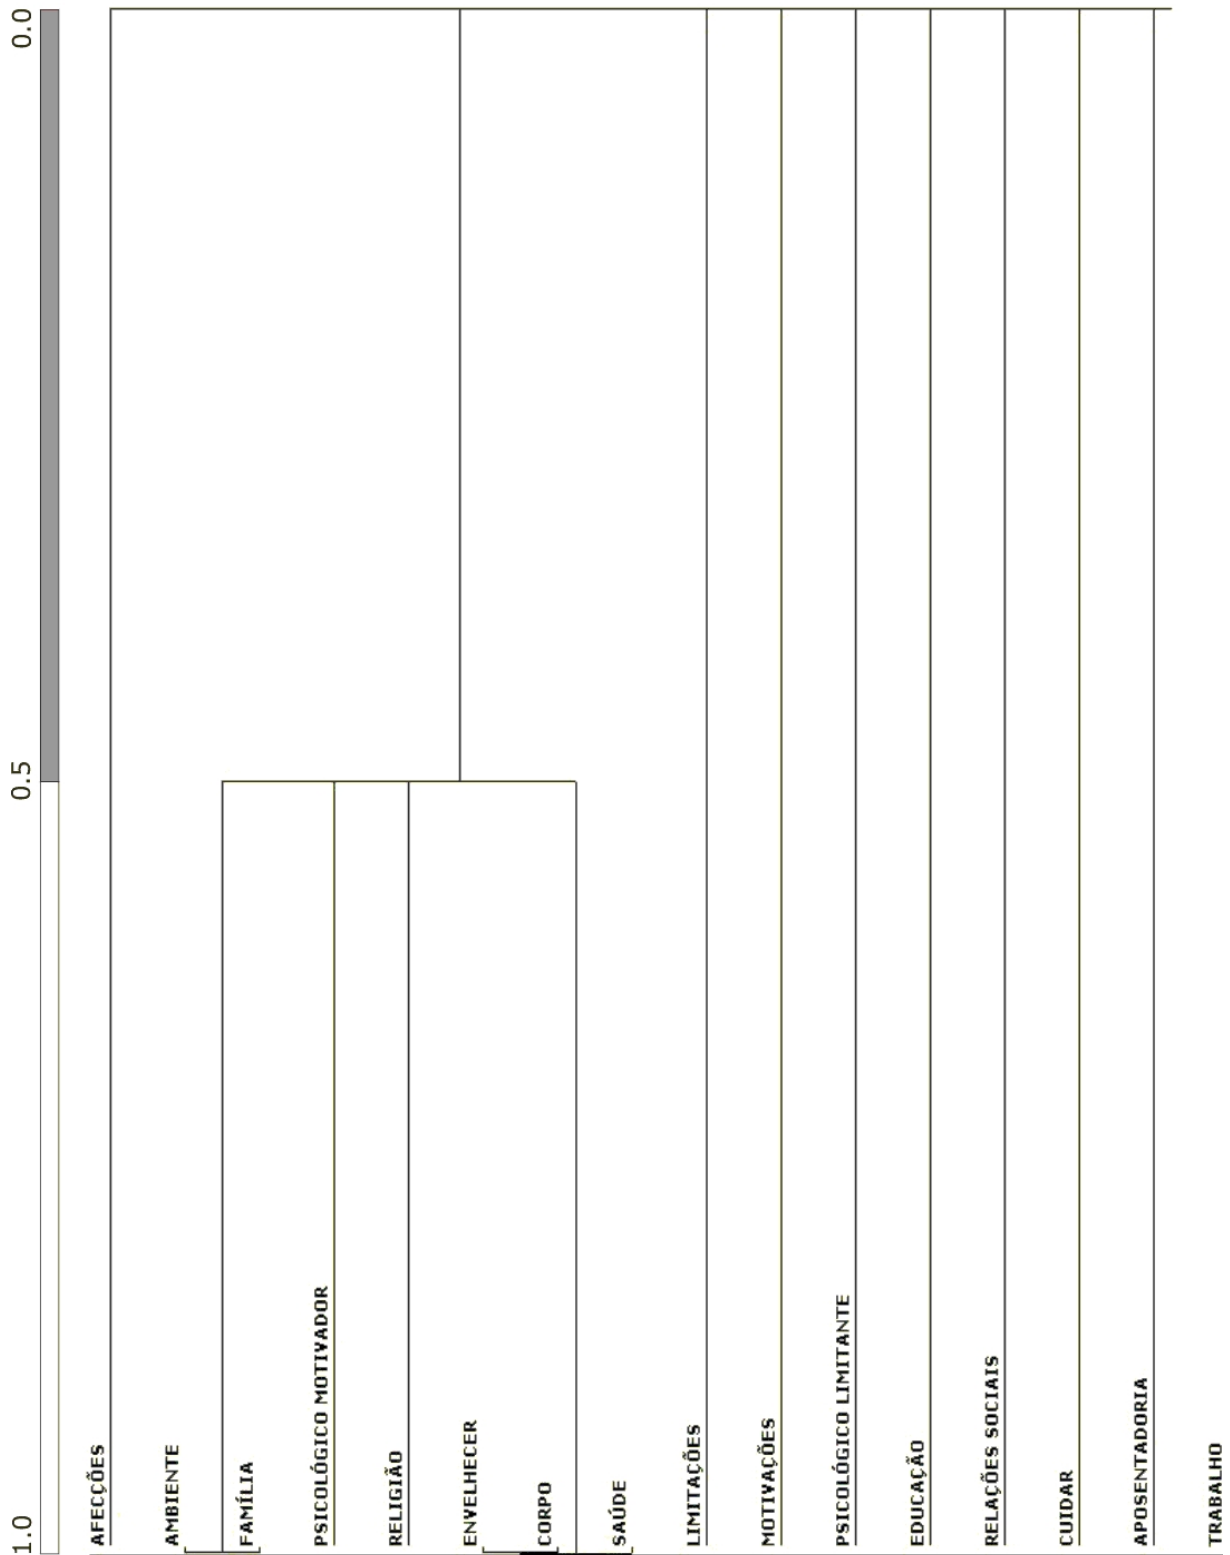 0.0
0.5
1.0
AFECÇÕES
AMBIENTE
FAMÍLIA
PSICOLÓGICO MOTIVADOR
RELIGIÃO
ENVELHECER
CORPO
SAÚDE
LIMITAÇÕES
MOTIVAÇÕES
PSICOLÓGICO LIMITANTE
EDUCAÇÃO
RELAÇÕES SOCIAIS
CUIDAR
APOSENTADORIA
TRABALHO